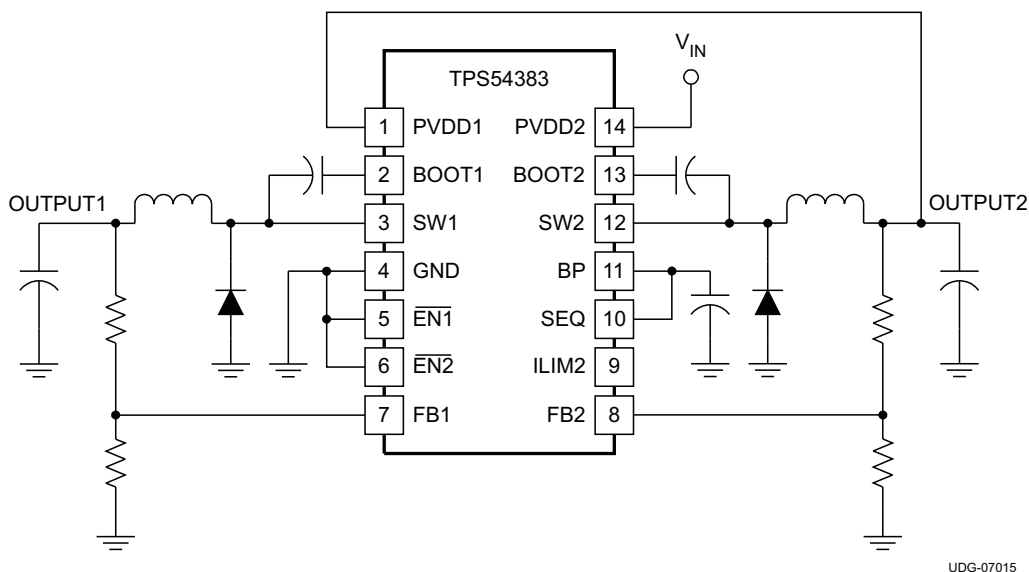 V_IN
TPS54383
1 PVDD1 PVDD2 14
2 BOOT1 BOOT2 13
OUTPUT1 OUTPUT2
3 SW1 SW2 12
4 GND BP 11
5 EN1 SEQ 10
6 EN2 ILIM2 9
7 FB1 FB2 8
UDG-07015